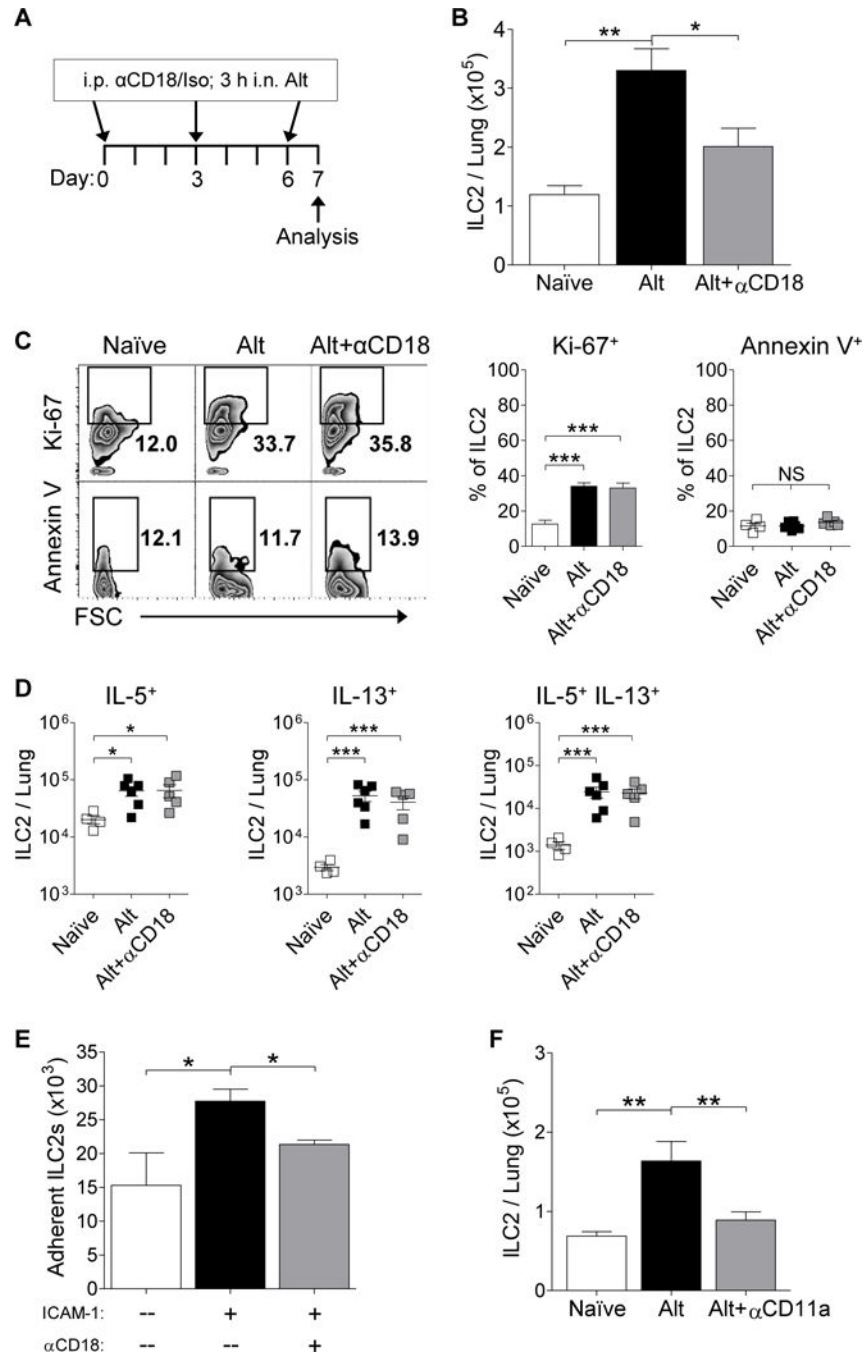 A
i.p. αCD18/Iso; 3 h i.n. Alt
Day: 0 3 6 7
Analysis
B
ILC2 / Lung (x10⁵)
4
3
2
1
0
** *
Naïve Alt Alt+αCD18
C
Naïve Alt Alt+αCD18
Ki-67
12.0 33.7 35.8
Annexin V
12.1 11.7 13.9
FSC
Ki-67⁺
% of ILC2
100
80
60
40
20
0
***
***
Naïve Alt Alt+αCD18
Annexin V⁺
% of ILC2
100
80
60
40
20
0
NS
Naïve Alt Alt+αCD18
D
IL-5⁺
ILC2 / Lung
10⁶
10⁵
10⁴
10³
*
*
Naïve Alt Alt+αCD18
IL-13⁺
ILC2 / Lung
10⁶
10⁵
10⁴
10³
***
***
Naïve Alt Alt+αCD18
IL-5⁺ IL-13⁺
ILC2 / Lung
10⁶
10⁵
10⁴
10³
10²
***
***
Naïve Alt Alt+αCD18
E
Adherent ILC2s (x10³)
35
30
25
20
15
10
5
0
* *
ICAM-1: -- + +
αCD18: -- -- +
F
ILC2 / Lung (x10⁵)
3
2
1
0
** **
Naïve Alt Alt+αCD11a